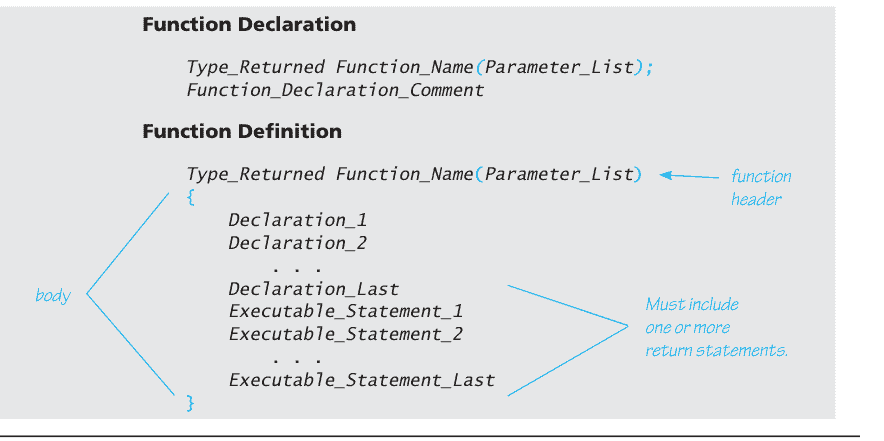 Function Declaration
Type_Returned Function_Name(Parameter_List);
Function_Declaration_Comment
Function Definition
Type_Returned Function_Name(Parameter_List)
function
header
{
Declaration_1
Declaration_2
. . .
Declaration_Last
body
Executable_Statement_1
Must include
Executable_Statement_2
one or more
. . .
return statements.
Executable_Statement_Last
}